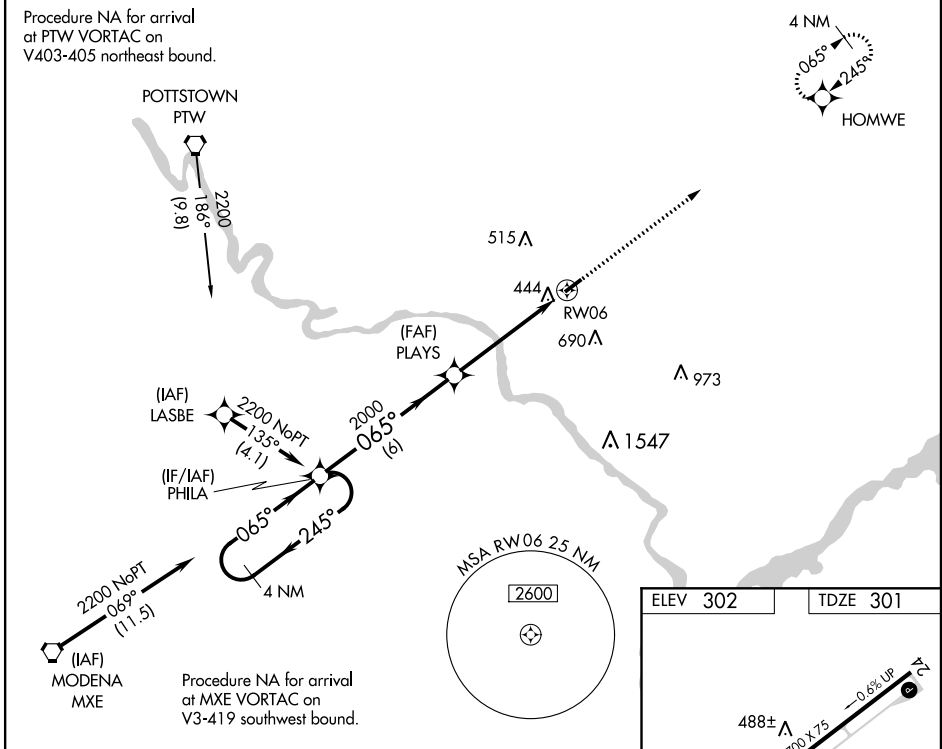 Procedure NA for arrival
at PTW VORTAC on
V403-405 northeast bound.
4 NM
065°
245°
HOMWE
POTTSTOWN
PTW
2200
186°
(9.8)
515
444
RW06
690
973
1547
(FAF)
PLAYS
(IAF)
LASBE
2200 NoPT
135°
(4.1)
2000
065°
(6)
(IF/IAF)
PHILA
065°
245°
4 NM
2200 NoPT
069°
(11.5)
(IAF)
MODENA
MXE
Procedure NA for arrival
at MXE VORTAC on
V3-419 southwest bound.
MSA RW06 25 NM
2600
ELEV 302
TDZE 301
24
P
0.6% UP
488±
700 X 75